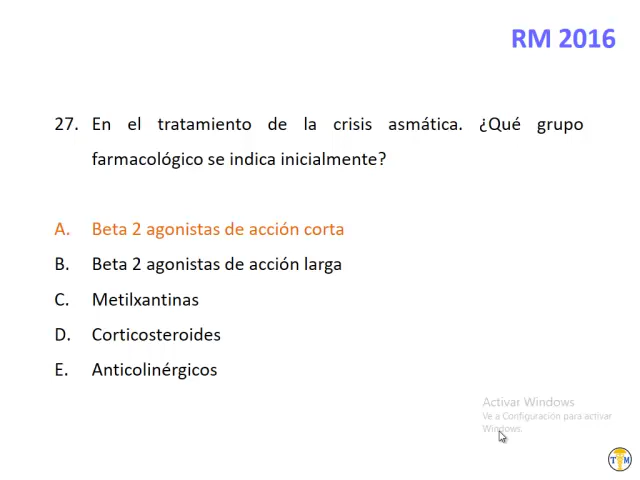 RM 2016
27. En el tratamiento de la crisis asmática. ¿Qué grupo
farmacológico se indica inicialmente?
A. Beta 2 agonistas de acción corta
B. Beta 2 agonistas de acción larga
C. Metilxantinas
D. Corticosteroides
E. Anticolinérgicos
Activar Windows
Ve a Configuración para activar
Windows.
T M